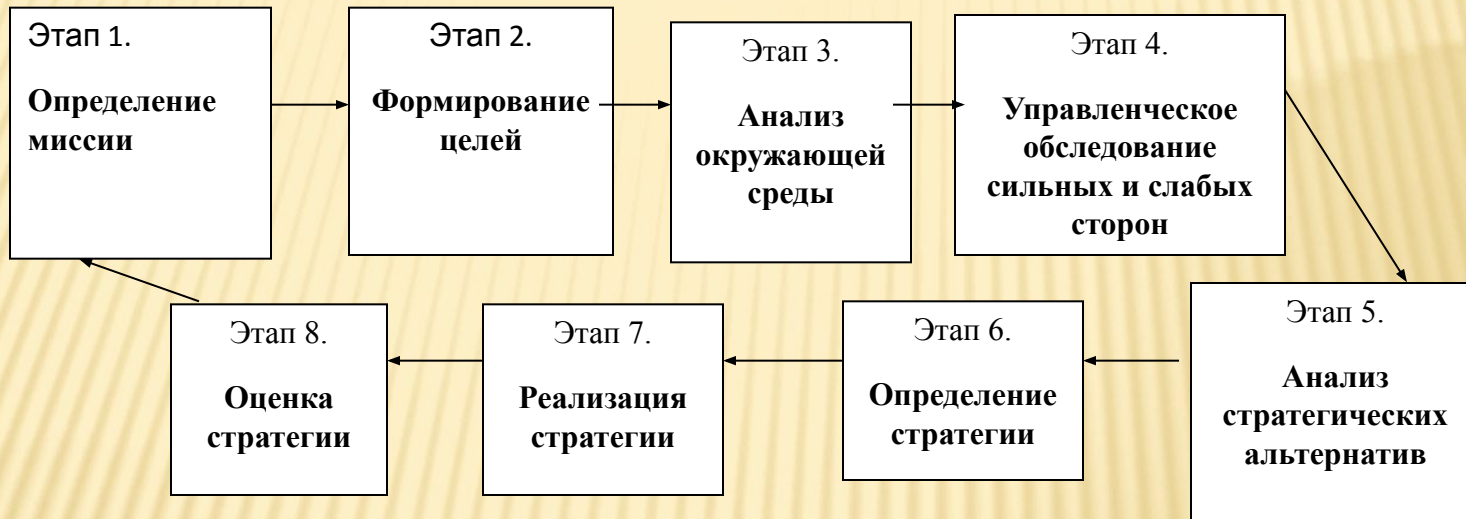 Этап 1.
Определение
миссии
Этап 2.
Формирование
целей
Этап 3.
Анализ
окружающей
среды
Этап 4.
Управленческое
обследование
сильных и слабых
сторон
Этап 5.
Анализ
стратегических
альтернатив
Этап 6.
Определение
стратегии
Этап 7.
Реализация
стратегии
Этап 8.
Оценка
стратегии